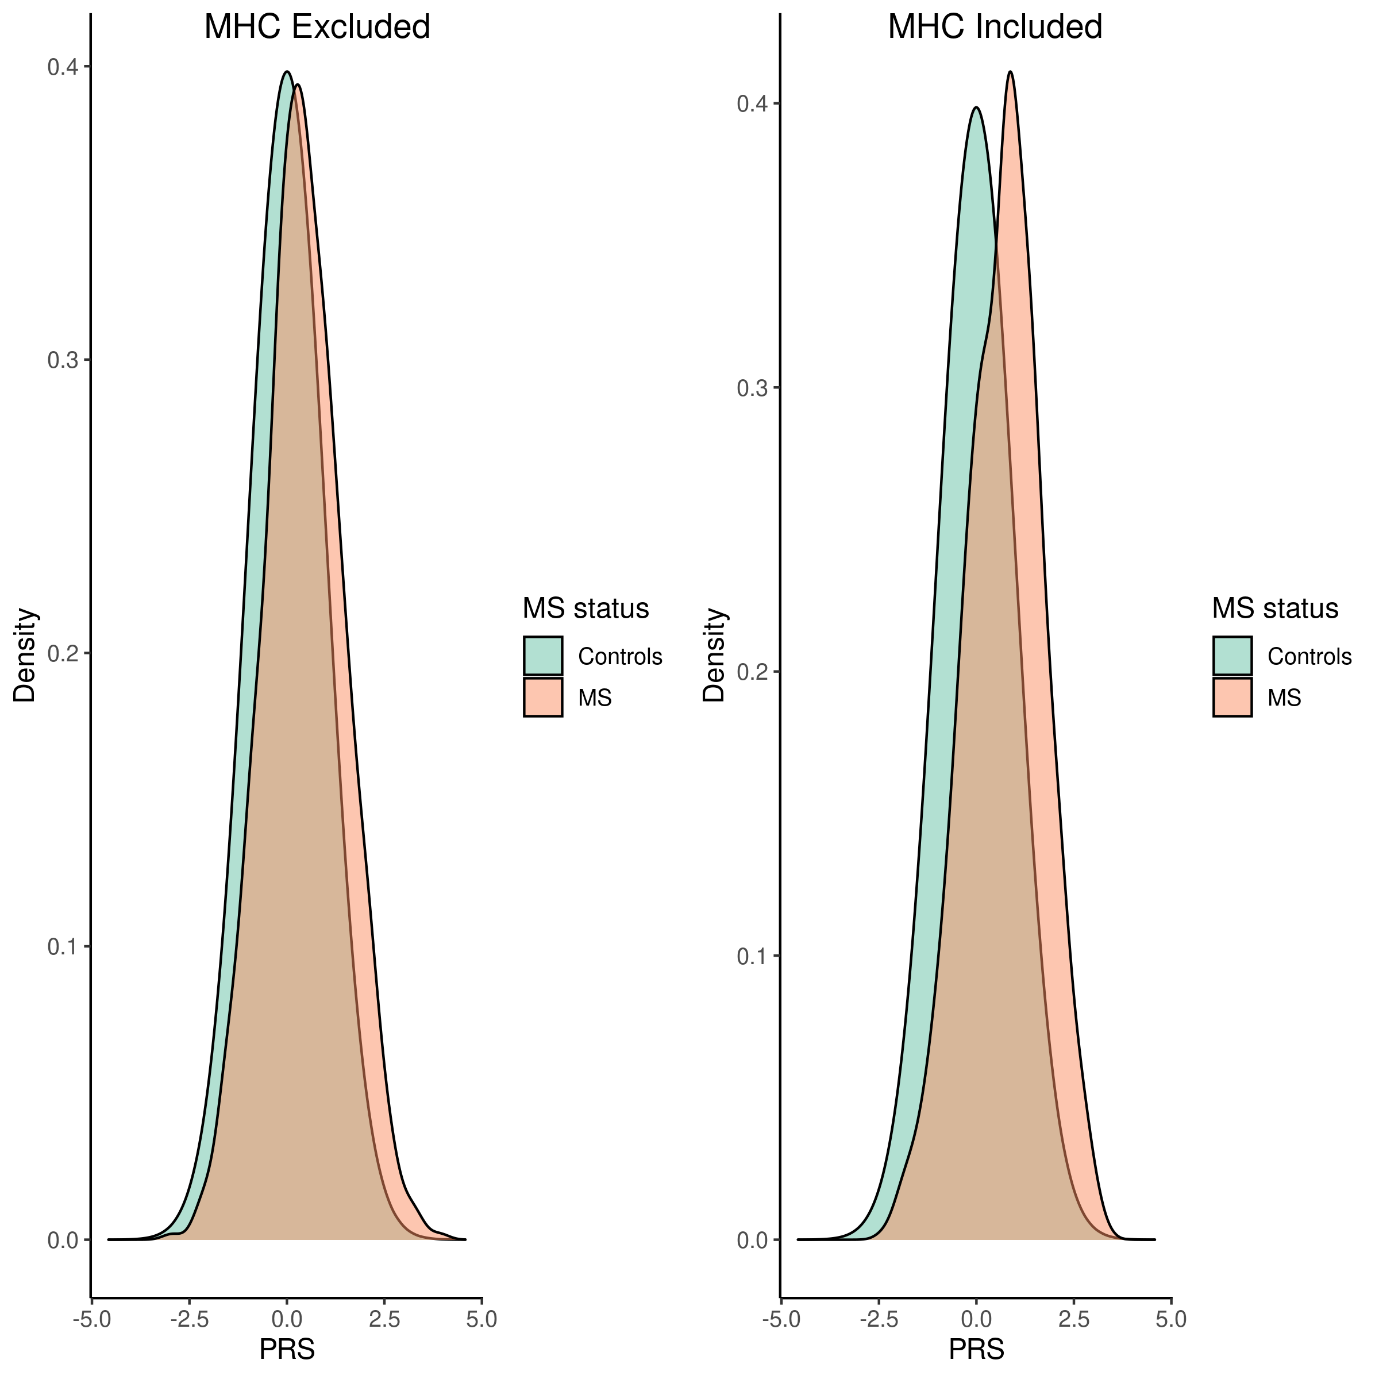 MHC Excluded
0.4
0.3
0.2
0.1
0.0
Density
-5.0 -2.5 0.0 2.5 5.0
PRS
MS status
Controls
MS
MHC Included
0.4
0.3
0.2
0.1
0.0
Density
-5.0 -2.5 0.0 2.5 5.0
PRS
MS status
Controls
MS